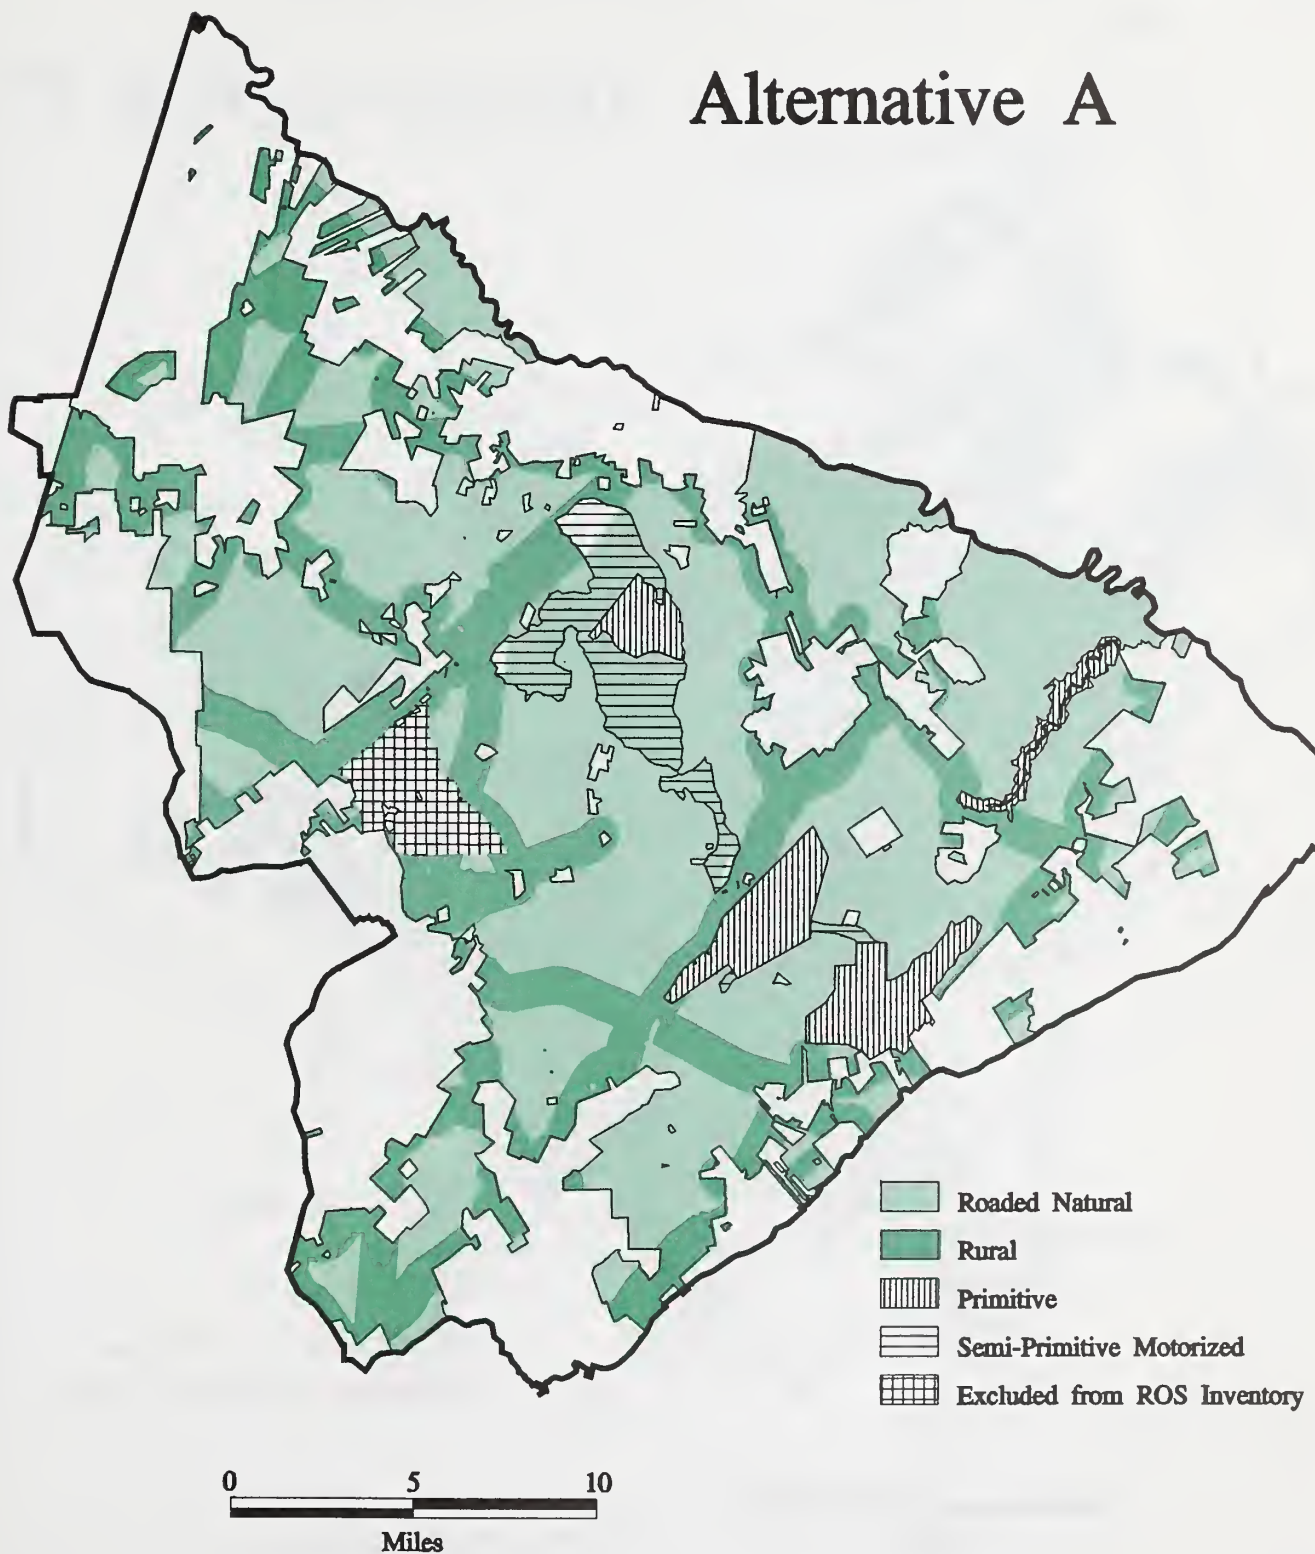 Alternative A
Roaded Natural
Rural
Primitive
Semi-Primitive Motorized
Excluded from ROS Inventory
0 5 10
Miles